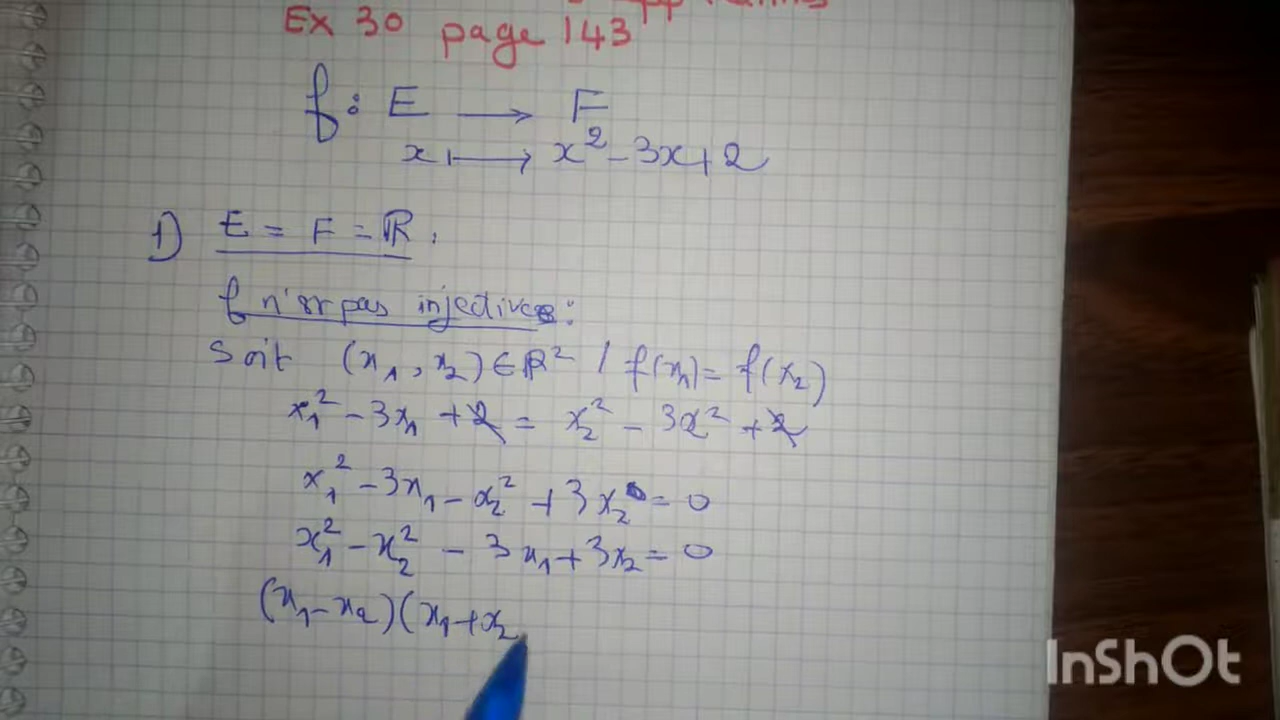 Ex 30 page 143
f: E → F
x ⟼ x² - 3x + 2
1) E = F = ℝ.
f n'est pas injective:
Soit (x₁, x₂) ∈ ℝ² / f(x₁) = f(x₂)
x₁² - 3x₁ + 2 = x₂² - 3x² + 2
x₁² - 3x₁ - x₂² + 3x₂ = 0
x₁² - x₂² - 3x₁ + 3x₂ = 0
(x₁ - x₂)(x₁ + x₂
InShOt